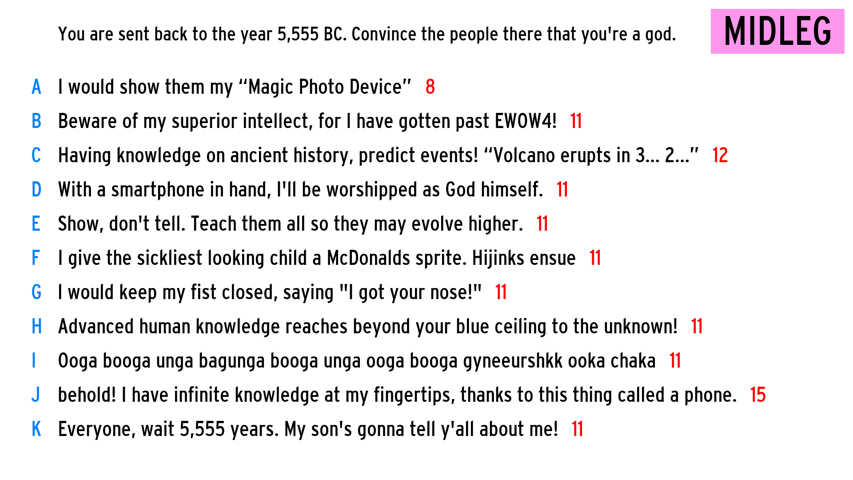 You are sent back to the year 5,555 BC. Convince the people there that you're a god.
MIDLEG
A I would show them my “Magic Photo Device” 8
B Beware of my superior intellect, for I have gotten past EWOW4! 11
C Having knowledge on ancient history, predict events! “Volcano erupts in 3... 2...” 12
D With a smartphone in hand, I'll be worshipped as God himself. 11
E Show, don't tell. Teach them all so they may evolve higher. 11
F I give the sickliest looking child a McDonalds sprite. Hijinks ensue 11
G I would keep my fist closed, saying "I got your nose!" 11
H Advanced human knowledge reaches beyond your blue ceiling to the unknown! 11
I Ooga booga unga bagunga booga unga ooga booga gyneeurshkk ooka chaka 11
J behold! I have infinite knowledge at my fingertips, thanks to this thing called a phone. 15
K Everyone, wait 5,555 years. My son's gonna tell y'all about me! 11